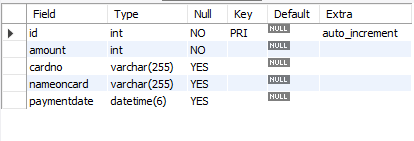 Field Type Null Key Default Extra
id int NO PRI NULL auto_increment
amount int NO NULL
cardno varchar(255) YES NULL
nameoncard varchar(255) YES NULL
paymentdate datetime(6) YES NULL